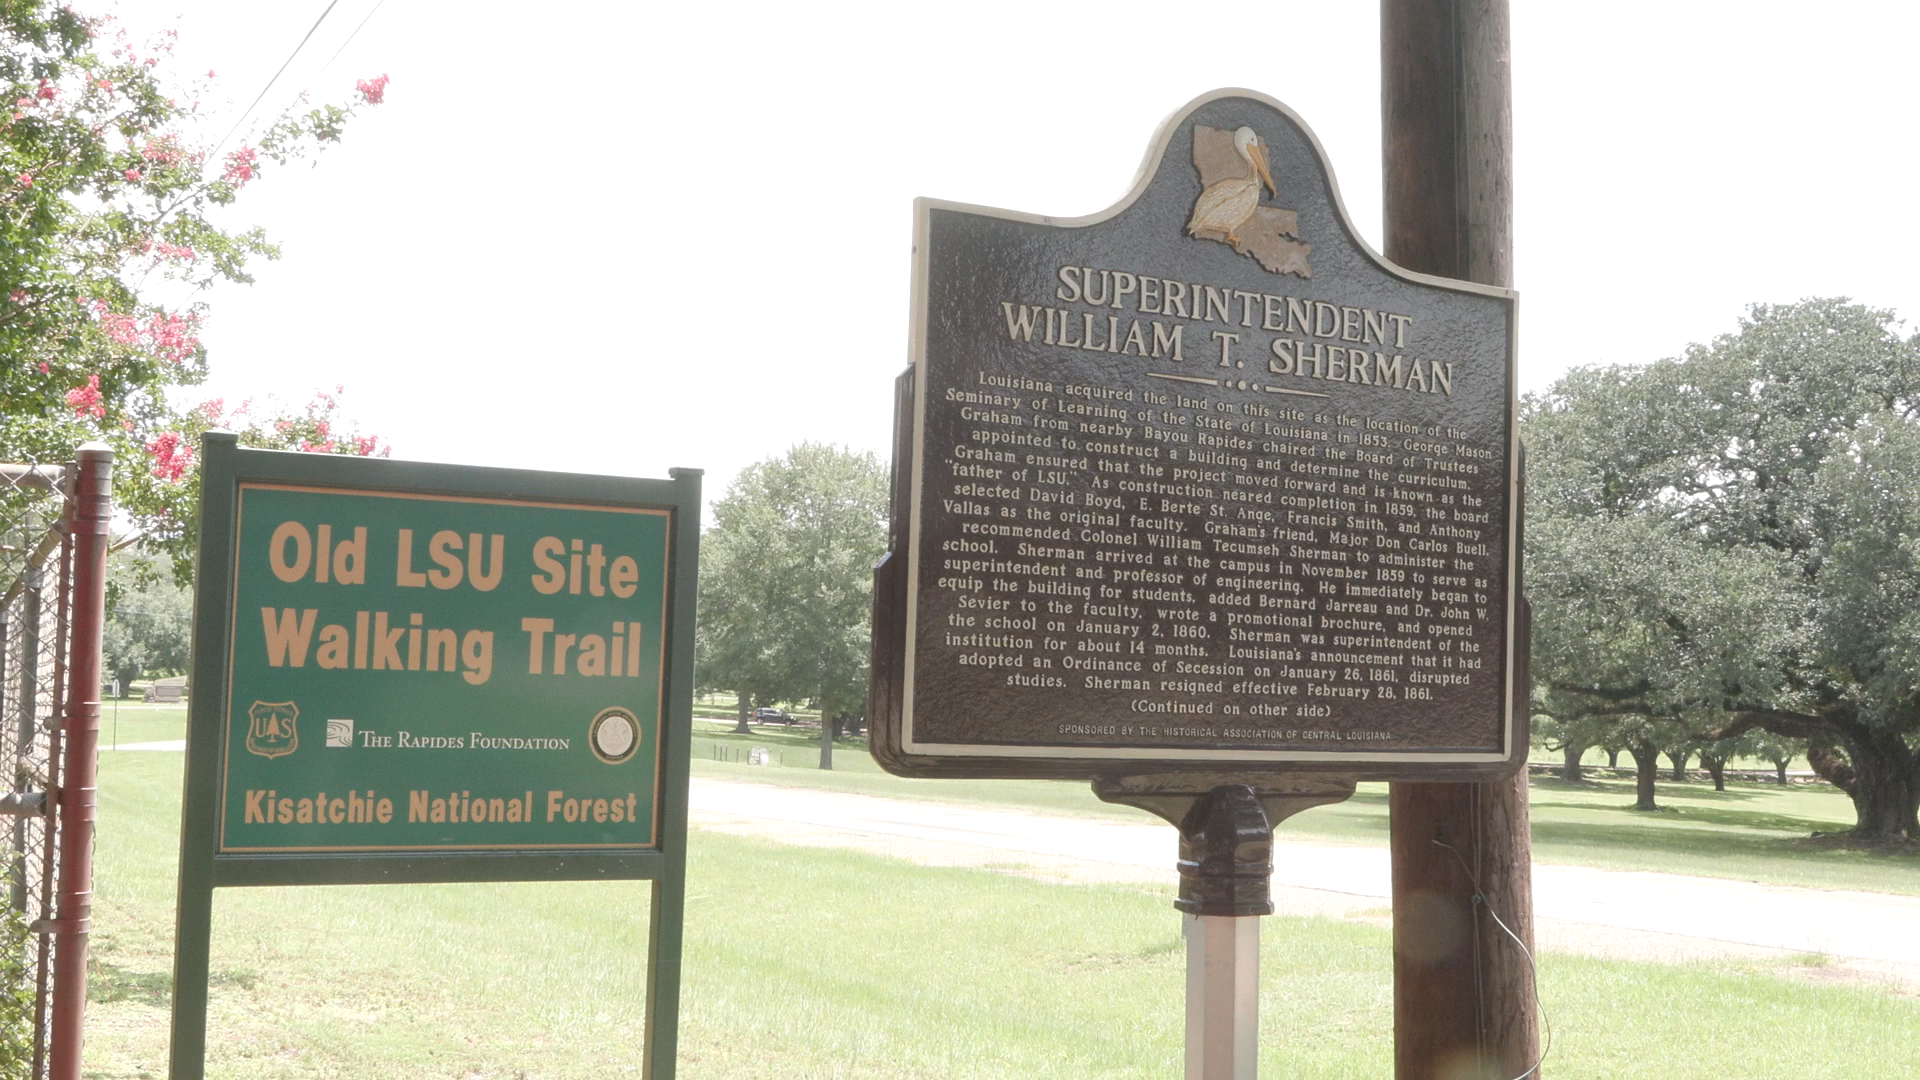 Old LSU Site
Walking Trail
UAS
THE RAPIDES FOUNDATION
Kisatchie National Forest
SUPERINTENDENT
WILLIAM T. SHERMAN
Louisiana acquired the land on this site as the location of the
Seminary of Learning of the State of Louisiana in 1853. George Mason
Graham from nearby Bayou Rapides chaired the Board of Trustees
appointed to construct a building and determine the curriculum.
Graham ensured that the project moved forward and is known as the
"father of LSU." As construction neared completion in 1859, the board
selected David Boyd, E. Berte St. Ange, Francis Smith, and Anthony
Vallas as the original faculty. Graham's friend, Major Don Carlos Buell,
recommended Colonel William Tecumseh Sherman to administer the
school. Sherman arrived at the campus in November 1859 to serve as
superintendent and professor of engineering. He immediately began to
equip the building for students, added Bernard Jarreau and Dr. John W.
Sevier to the faculty, wrote a promotional brochure, and opened
the school on January 2, 1860. Sherman was superintendent of the
institution for about 14 months. Louisiana's announcement that it had
adopted an Ordinance of Secession on January 26, 1861, disrupted
studies. Sherman resigned effective February 28, 1861.
(Continued on other side)
SPONSORED BY THE HISTORICAL ASSOCIATION OF CENTRAL LOUISIANA